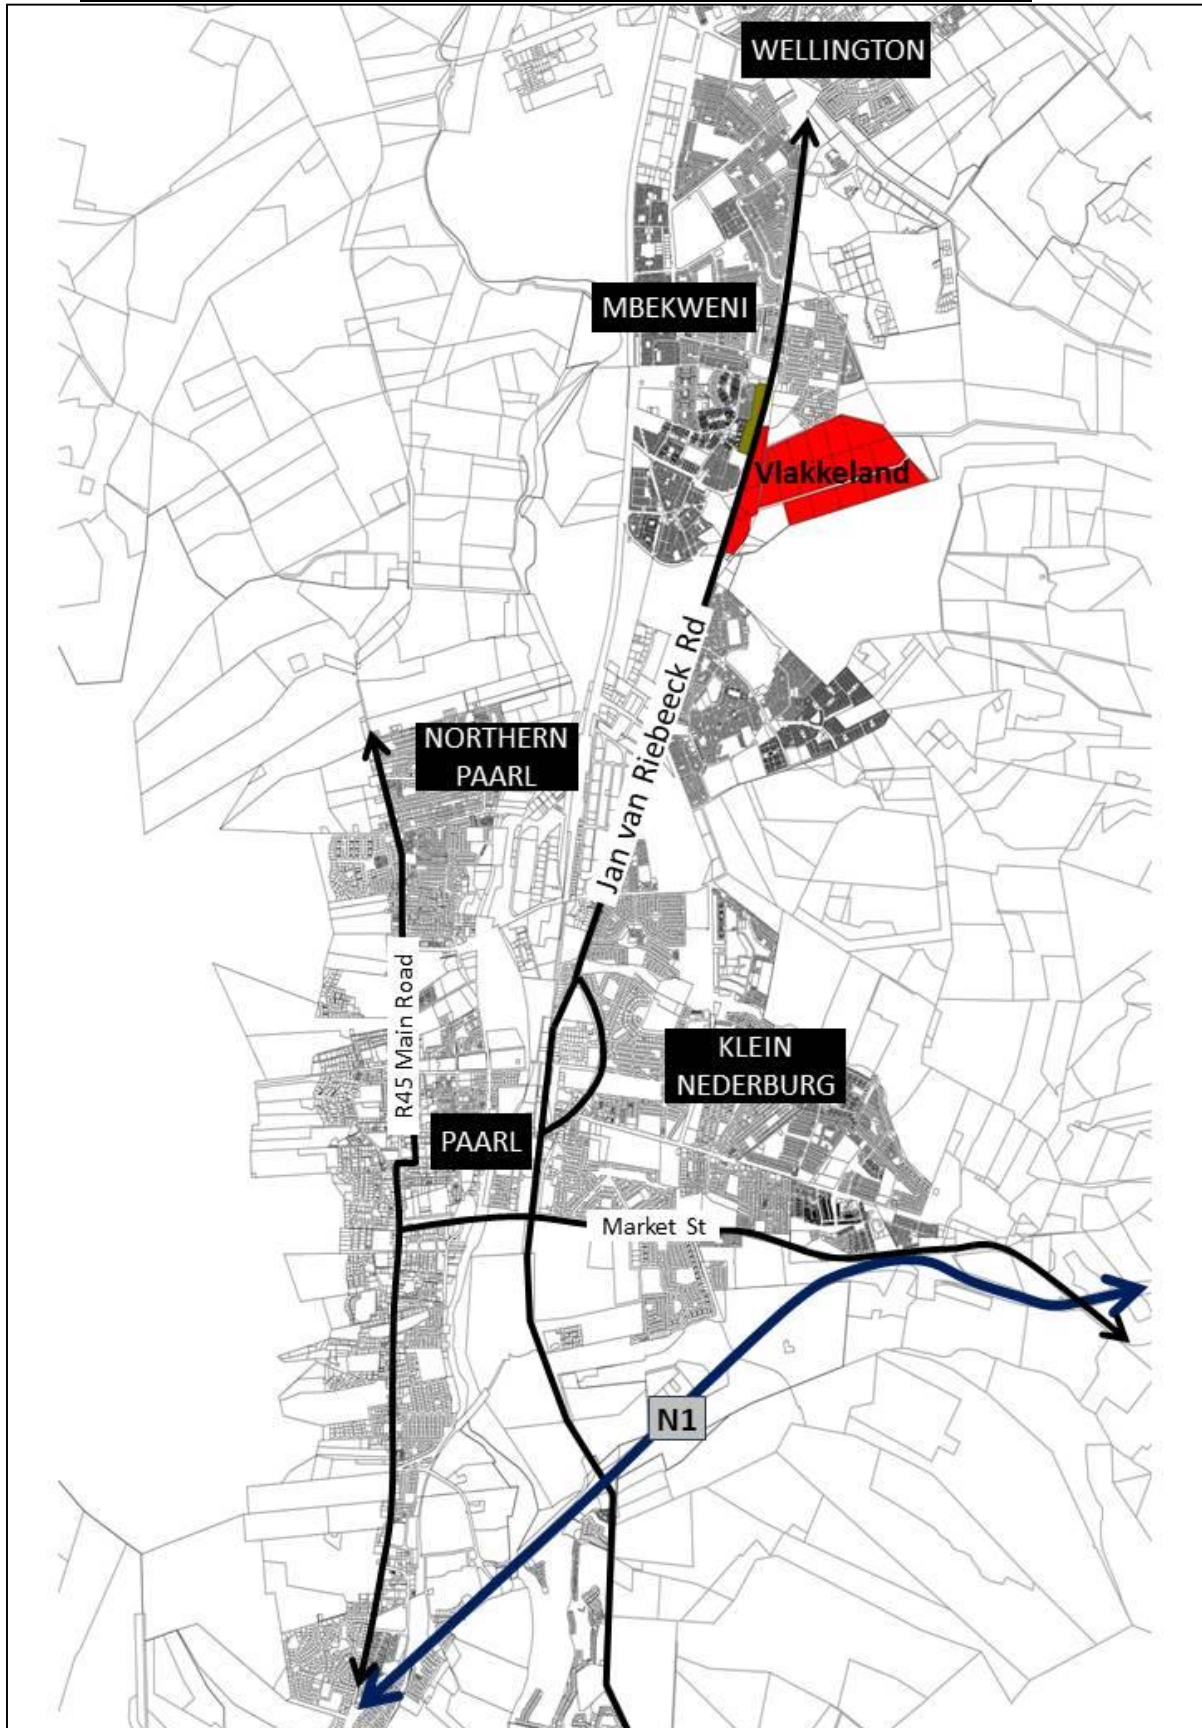 WELLINGTON
MBEKWENI
Vlakkeland
Jan van Riebeeck Rd
NORTHERN
PAARL
R45 Main Road
KLEIN
NEDERBURG
PAARL
Market St
N1